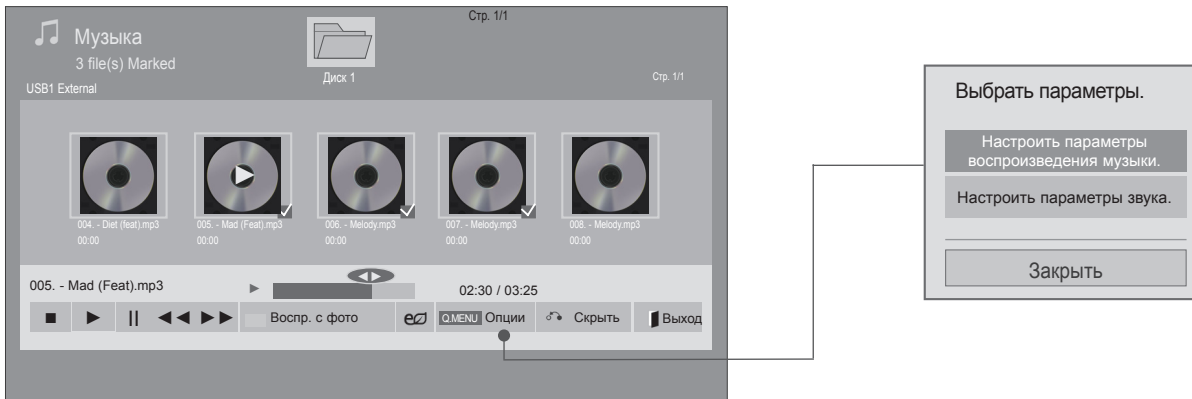 Стр. 1/1
Музыка
3 file(s) Marked
Диск 1
Стр. 1/1
USB1 External
004. - Diet (feat).mp3
00:00
005. - Mad (Feat).mp3
00:00
006. - Melody.mp3
00:00
007. - Melody.mp3
00:00
008. - Melody.mp3
00:00
005. - Mad (Feat).mp3
02:30 / 03:25
Воспр. с фото
Q.MENU Опции
Скрыть
Выход
Выбрать параметры.
Настроить параметры
воспроизведения музыки.
Настроить параметры звука.
Закрыть